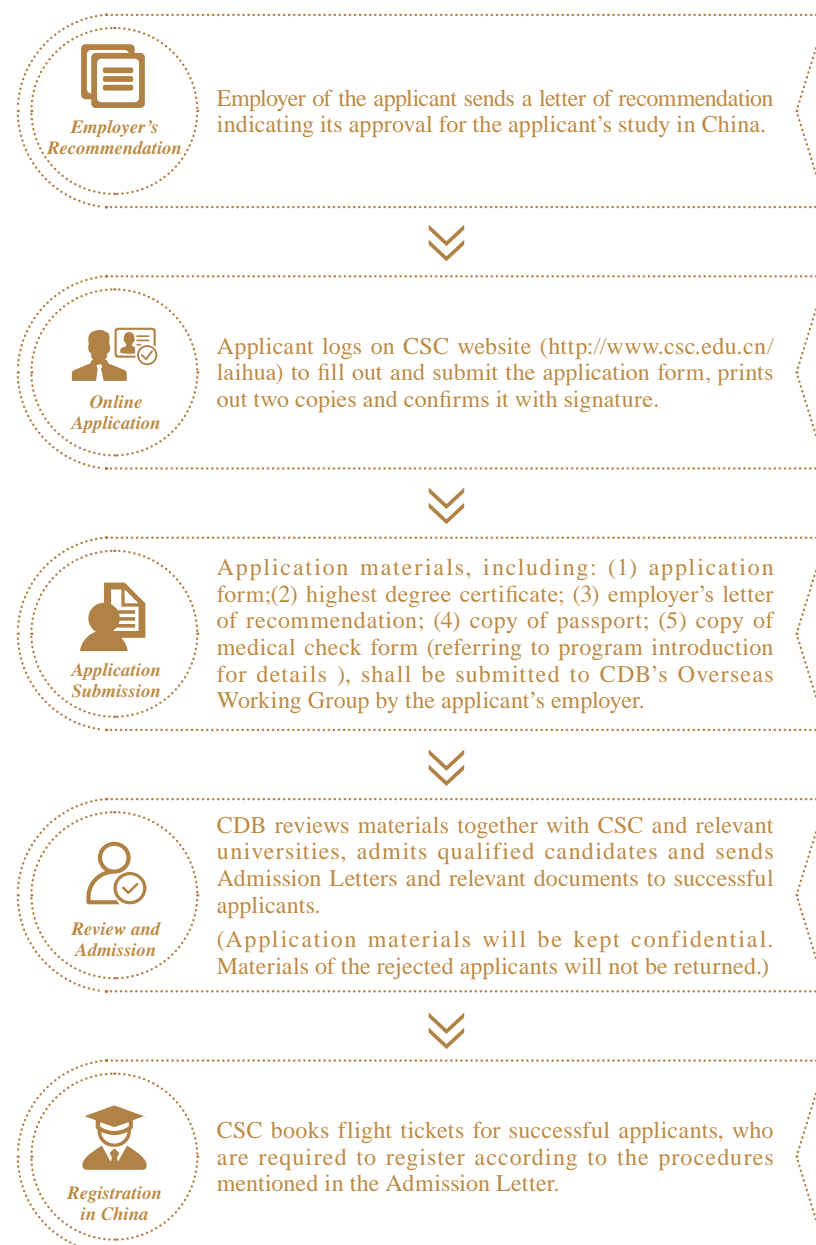 Employer's
Recommendation
Employer of the applicant sends a letter of recommendation
indicating its approval for the applicant's study in China.
Online
Application
Applicant logs on CSC website (http://www.csc.edu.cn/
laihua) to fill out and submit the application form, prints
out two copies and confirms it with signature.
Application
Submission
Application materials, including: (1) application
form;(2) highest degree certificate; (3) employer's letter
of recommendation; (4) copy of passport; (5) copy of
medical check form (referring to program introduction
for details ), shall be submitted to CDB's Overseas
Working Group by the applicant's employer.
Review and
Admission
CDB reviews materials together with CSC and relevant
universities, admits qualified candidates and sends
Admission Letters and relevant documents to successful
applicants.
(Application materials will be kept confidential.
Materials of the rejected applicants will not be returned.)
Registration
in China
CSC books flight tickets for successful applicants, who
are required to register according to the procedures
mentioned in the Admission Letter.